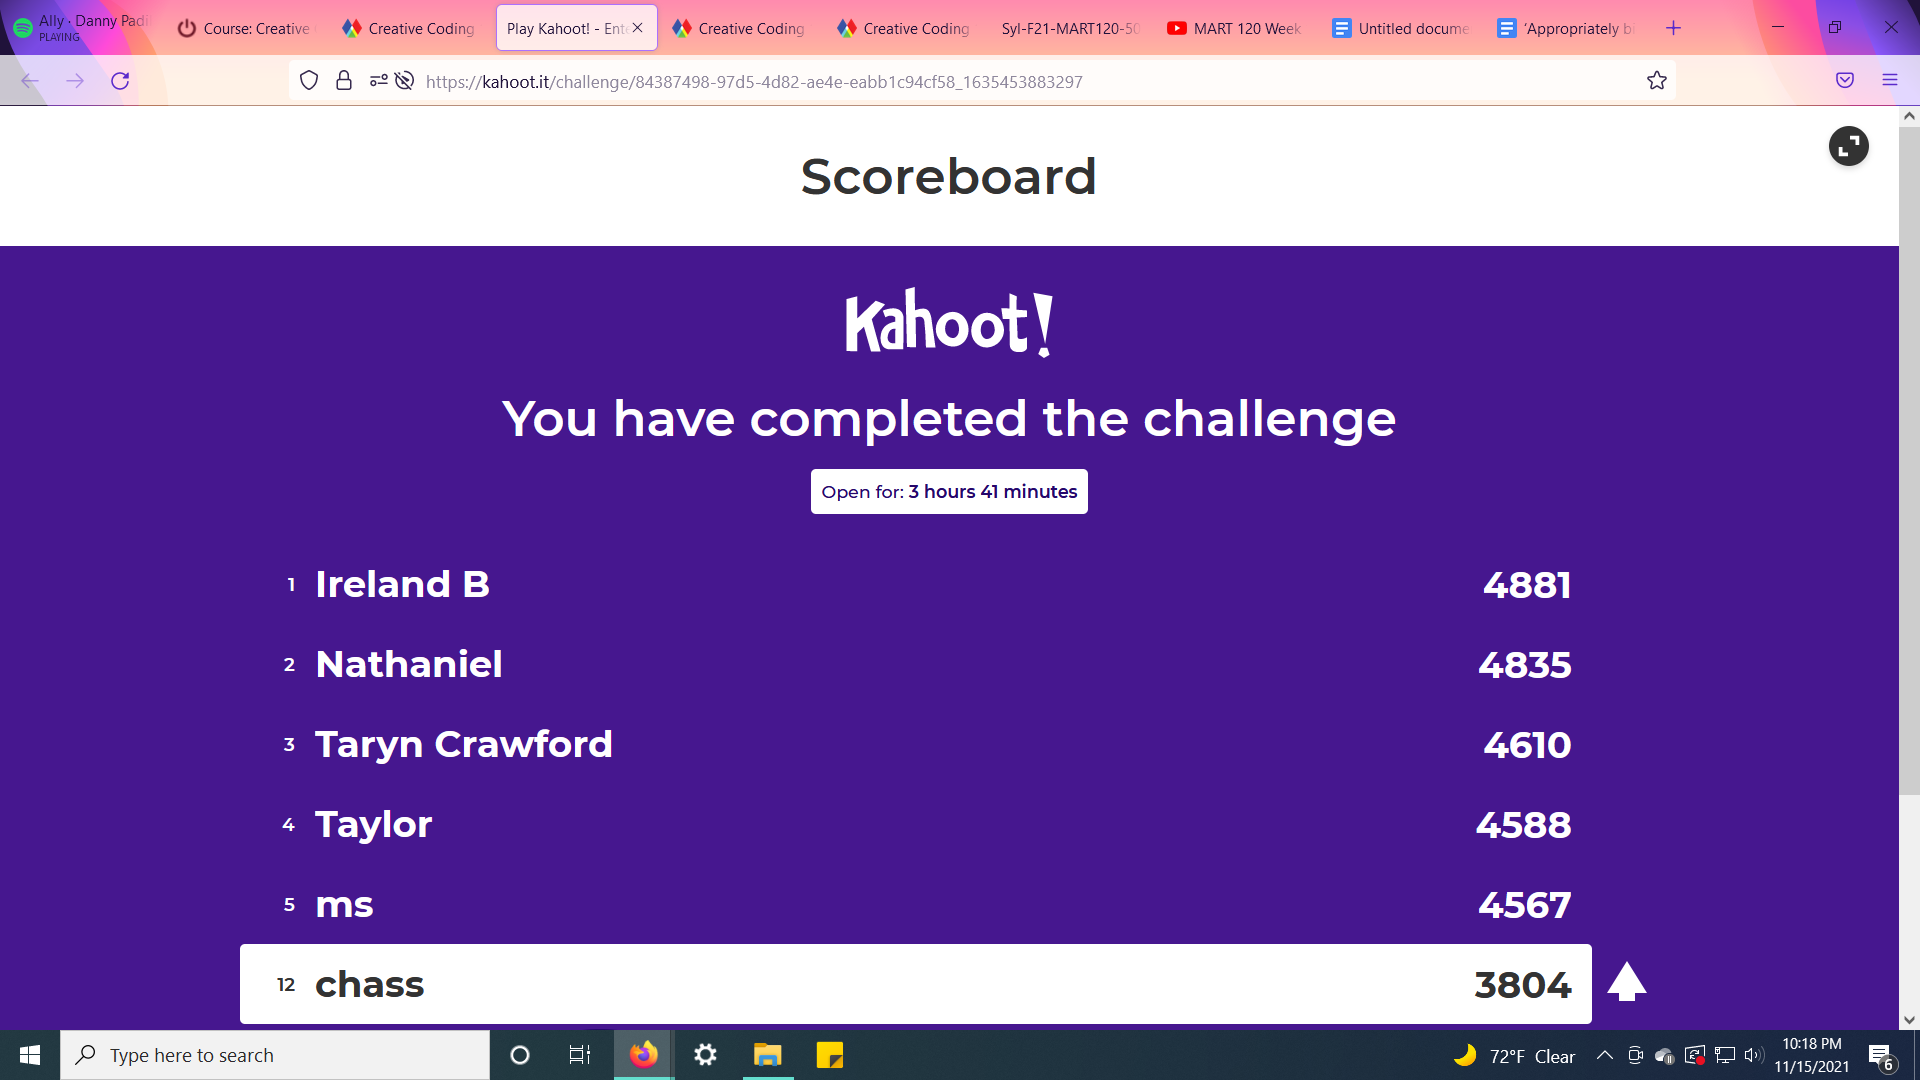 Ally · Danny Padi
PLAYING
Course: Creative
Creative Coding
Play Kahoot! - Ente
Creative Coding
Creative Coding
Syl-F21-MART120-50
MART 120 Week
Untitled docume
'Appropriately bi
https://kahoot.it/challenge/84387498-97d5-4d82-ae4e-eabb1c94cf58_1635453883297
Scoreboard
Kahoot!
You have completed the challenge
Open for: 3 hours 41 minutes
1 Ireland B 4881
2 Nathaniel 4835
3 Taryn Crawford 4610
4 Taylor 4588
5 ms 4567
12 chass 3804
Type here to search
72°F Clear
10:18 PM
11/15/2021
6